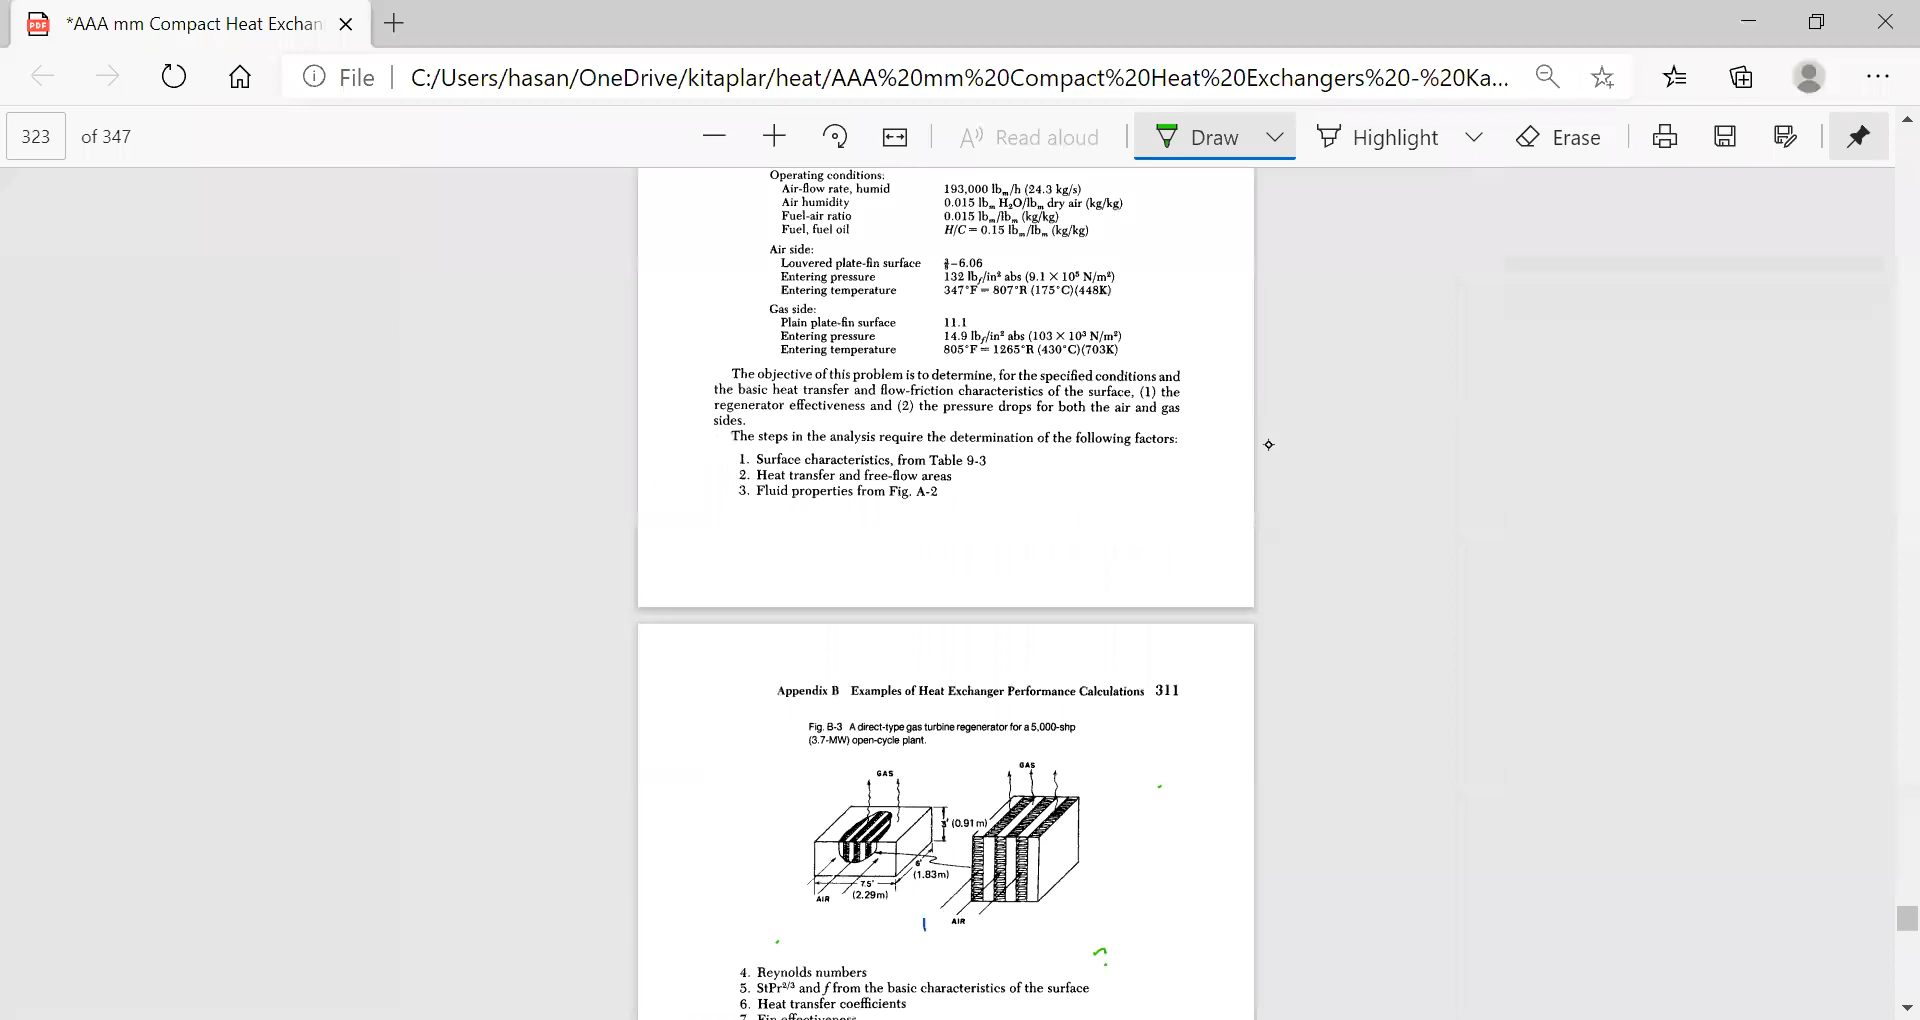 *AAA mm Compact Heat Exchan
File
C:/Users/hasan/OneDrive/kitaplar/heat/AAA%20mm%20Compact%20Heat%20Exchangers%20-%20Ka...
323 of 347
Read aloud
Draw
Highlight
Erase
Operating conditions:
Air-flow rate, humid 193,000 lbm/h (24.3 kg/s)
Air humidity 0.015 lbm H₂O/lbm dry air (kg/kg)
Fuel-air ratio 0.015 lbm/lbm (kg/kg)
Fuel, fuel oil H/C = 0.15 lbm/lbm (kg/kg)
Air side:
Louvered plate-fin surface -6.06
Entering pressure 132 lbf/in² abs (9.1 × 10⁵ N/m²)
Entering temperature 347°F = 807°R (175°C)(448K)
Gas side:
Plain plate-fin surface 11.1
Entering pressure 14.9 lbf/in² abs (103 × 10³ N/m²)
Entering temperature 805°F = 1265°R (430°C)(703K)
The objective of this problem is to determine, for the specified conditions and
the basic heat transfer and flow-friction characteristics of the surface, (1) the
regenerator effectiveness and (2) the pressure drops for both the air and gas
sides.
The steps in the analysis require the determination of the following factors:
1. Surface characteristics, from Table 9-3
2. Heat transfer and free-flow areas
3. Fluid properties from Fig. A-2
Appendix B Examples of Heat Exchanger Performance Calculations 311
Fig. B-3 A direct-type gas turbine regenerator for a 5,000-shp
(3.7-MW) open-cycle plant.
GAS
GAS
3' (0.91 m)
6'
(1.83m)
7.5'
(2.29m)
AIR
AIR
4. Reynolds numbers
5. StPr²/³ and f from the basic characteristics of the surface
6. Heat transfer coefficients
7. Fin effectiveness